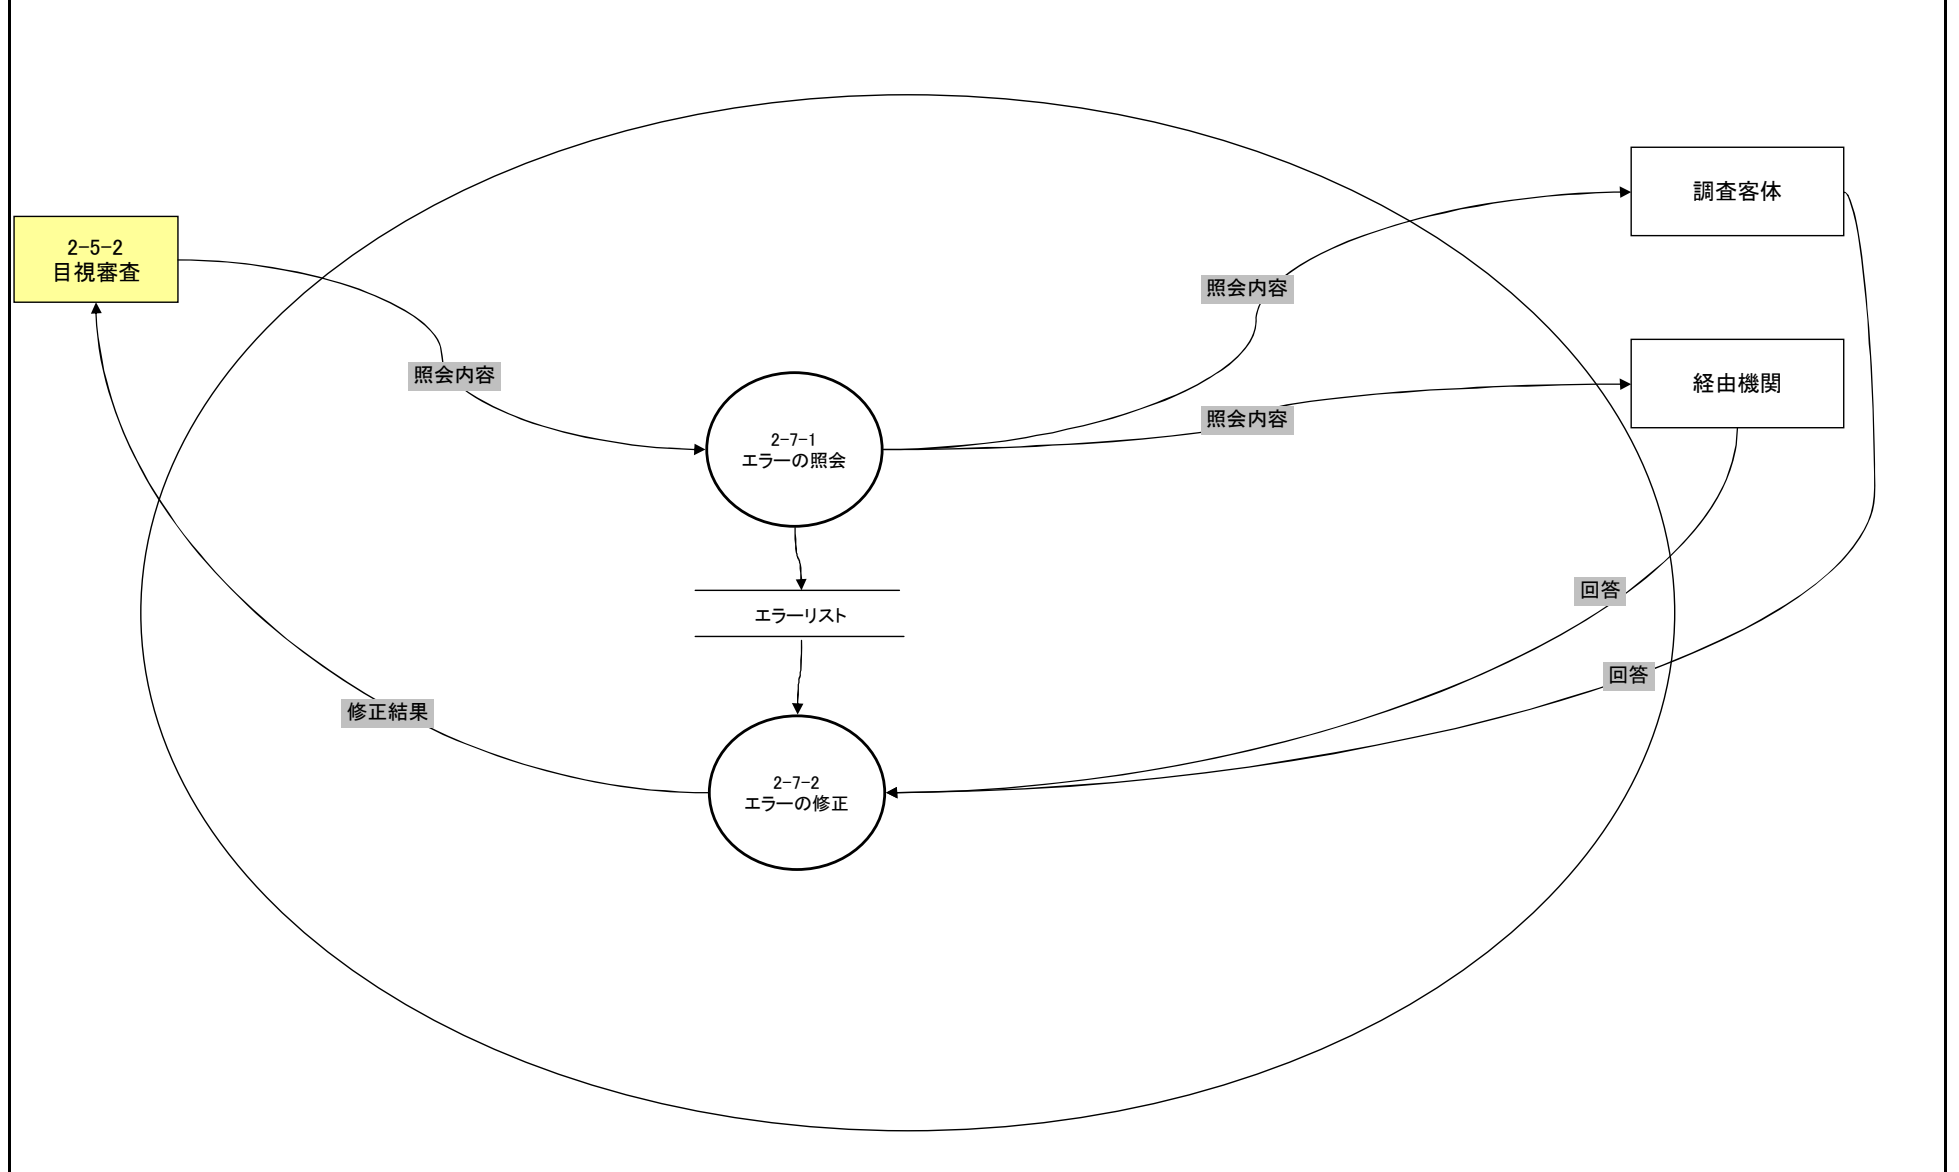 調査客体
2-5-2
目視審査
照会内容
照会内容
経由機関
照会内容
2-7-1
エラーの照会
回答
エラーリスト
回答
修正結果
2-7-2
エラーの修正